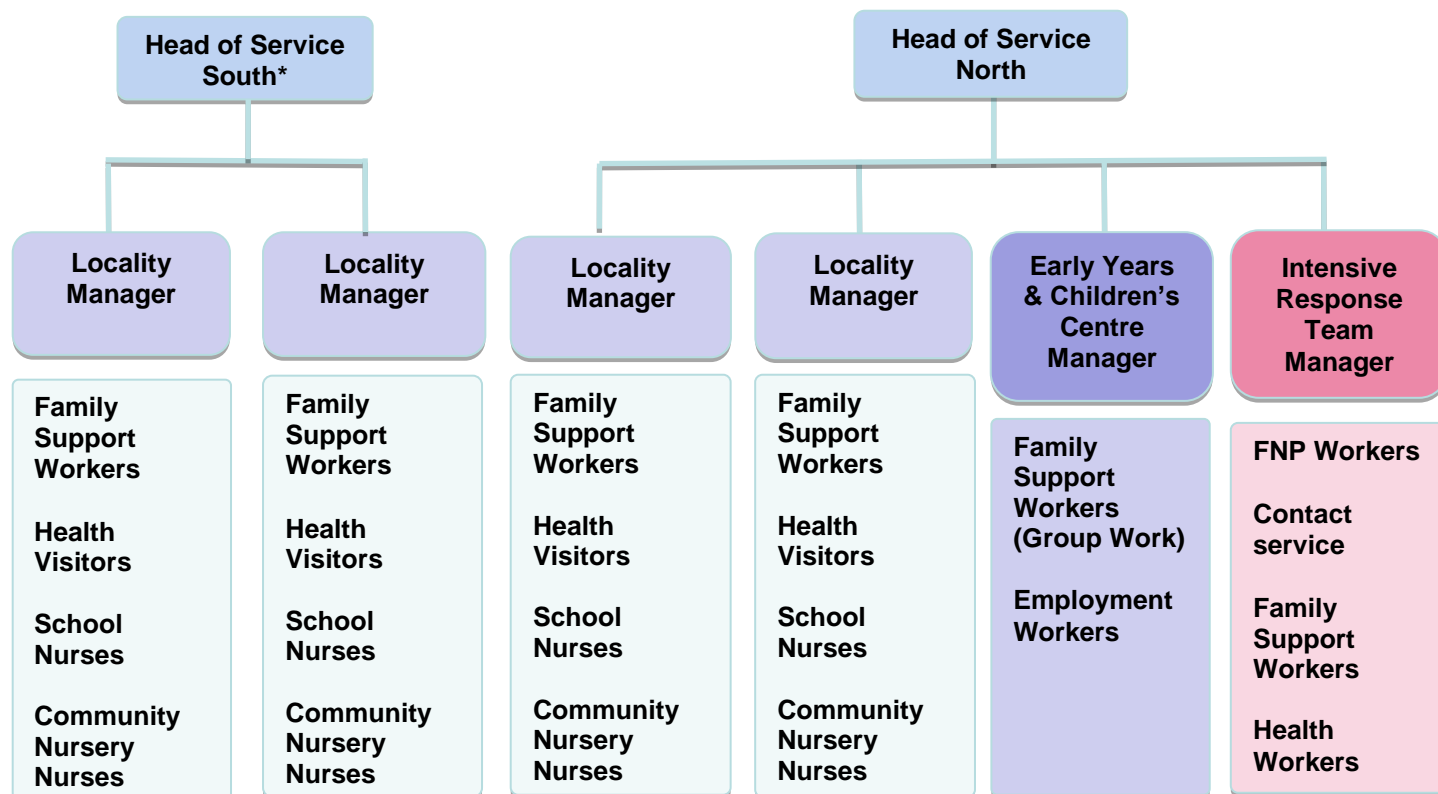 Head of Service
South*
Head of Service
North
Locality
Manager
Locality
Manager
Locality
Manager
Locality
Manager
Early Years
& Children’s
Centre
Manager
Intensive
Response
Team
Manager
Family
Support
Workers
Health
Visitors
School
Nurses
Community
Nursery
Nurses
Family
Support
Workers
Health
Visitors
School
Nurses
Community
Nursery
Nurses
Family
Support
Workers
Health
Visitors
School
Nurses
Community
Nursery
Nurses
Family
Support
Workers
Health
Visitors
School
Nurses
Community
Nursery
Nurses
Family
Support
Workers
(Group Work)
Employment
Workers
FNP Workers
Contact
service
Family
Support
Workers
Health
Workers